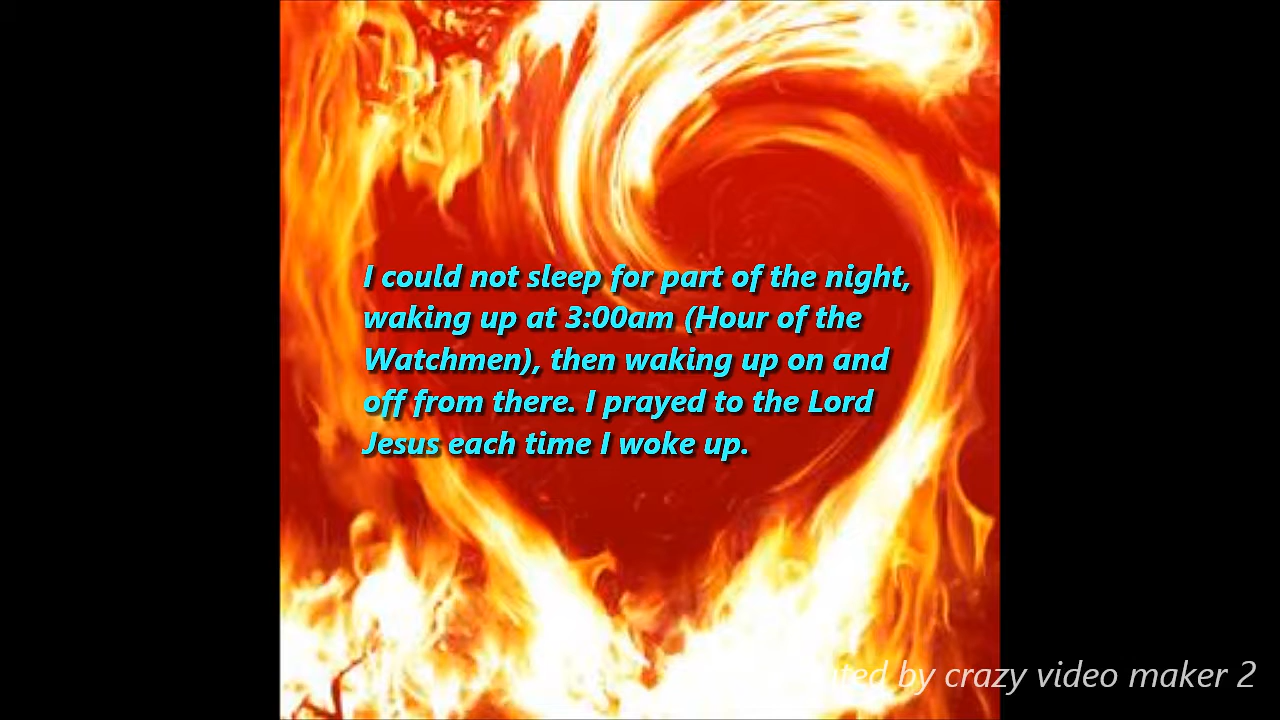 I could not sleep for part of the night,
waking up at 3:00am (Hour of the
Watchmen), then waking up on and
off from there. I prayed to the Lord
Jesus each time I woke up.
by crazy video maker 2